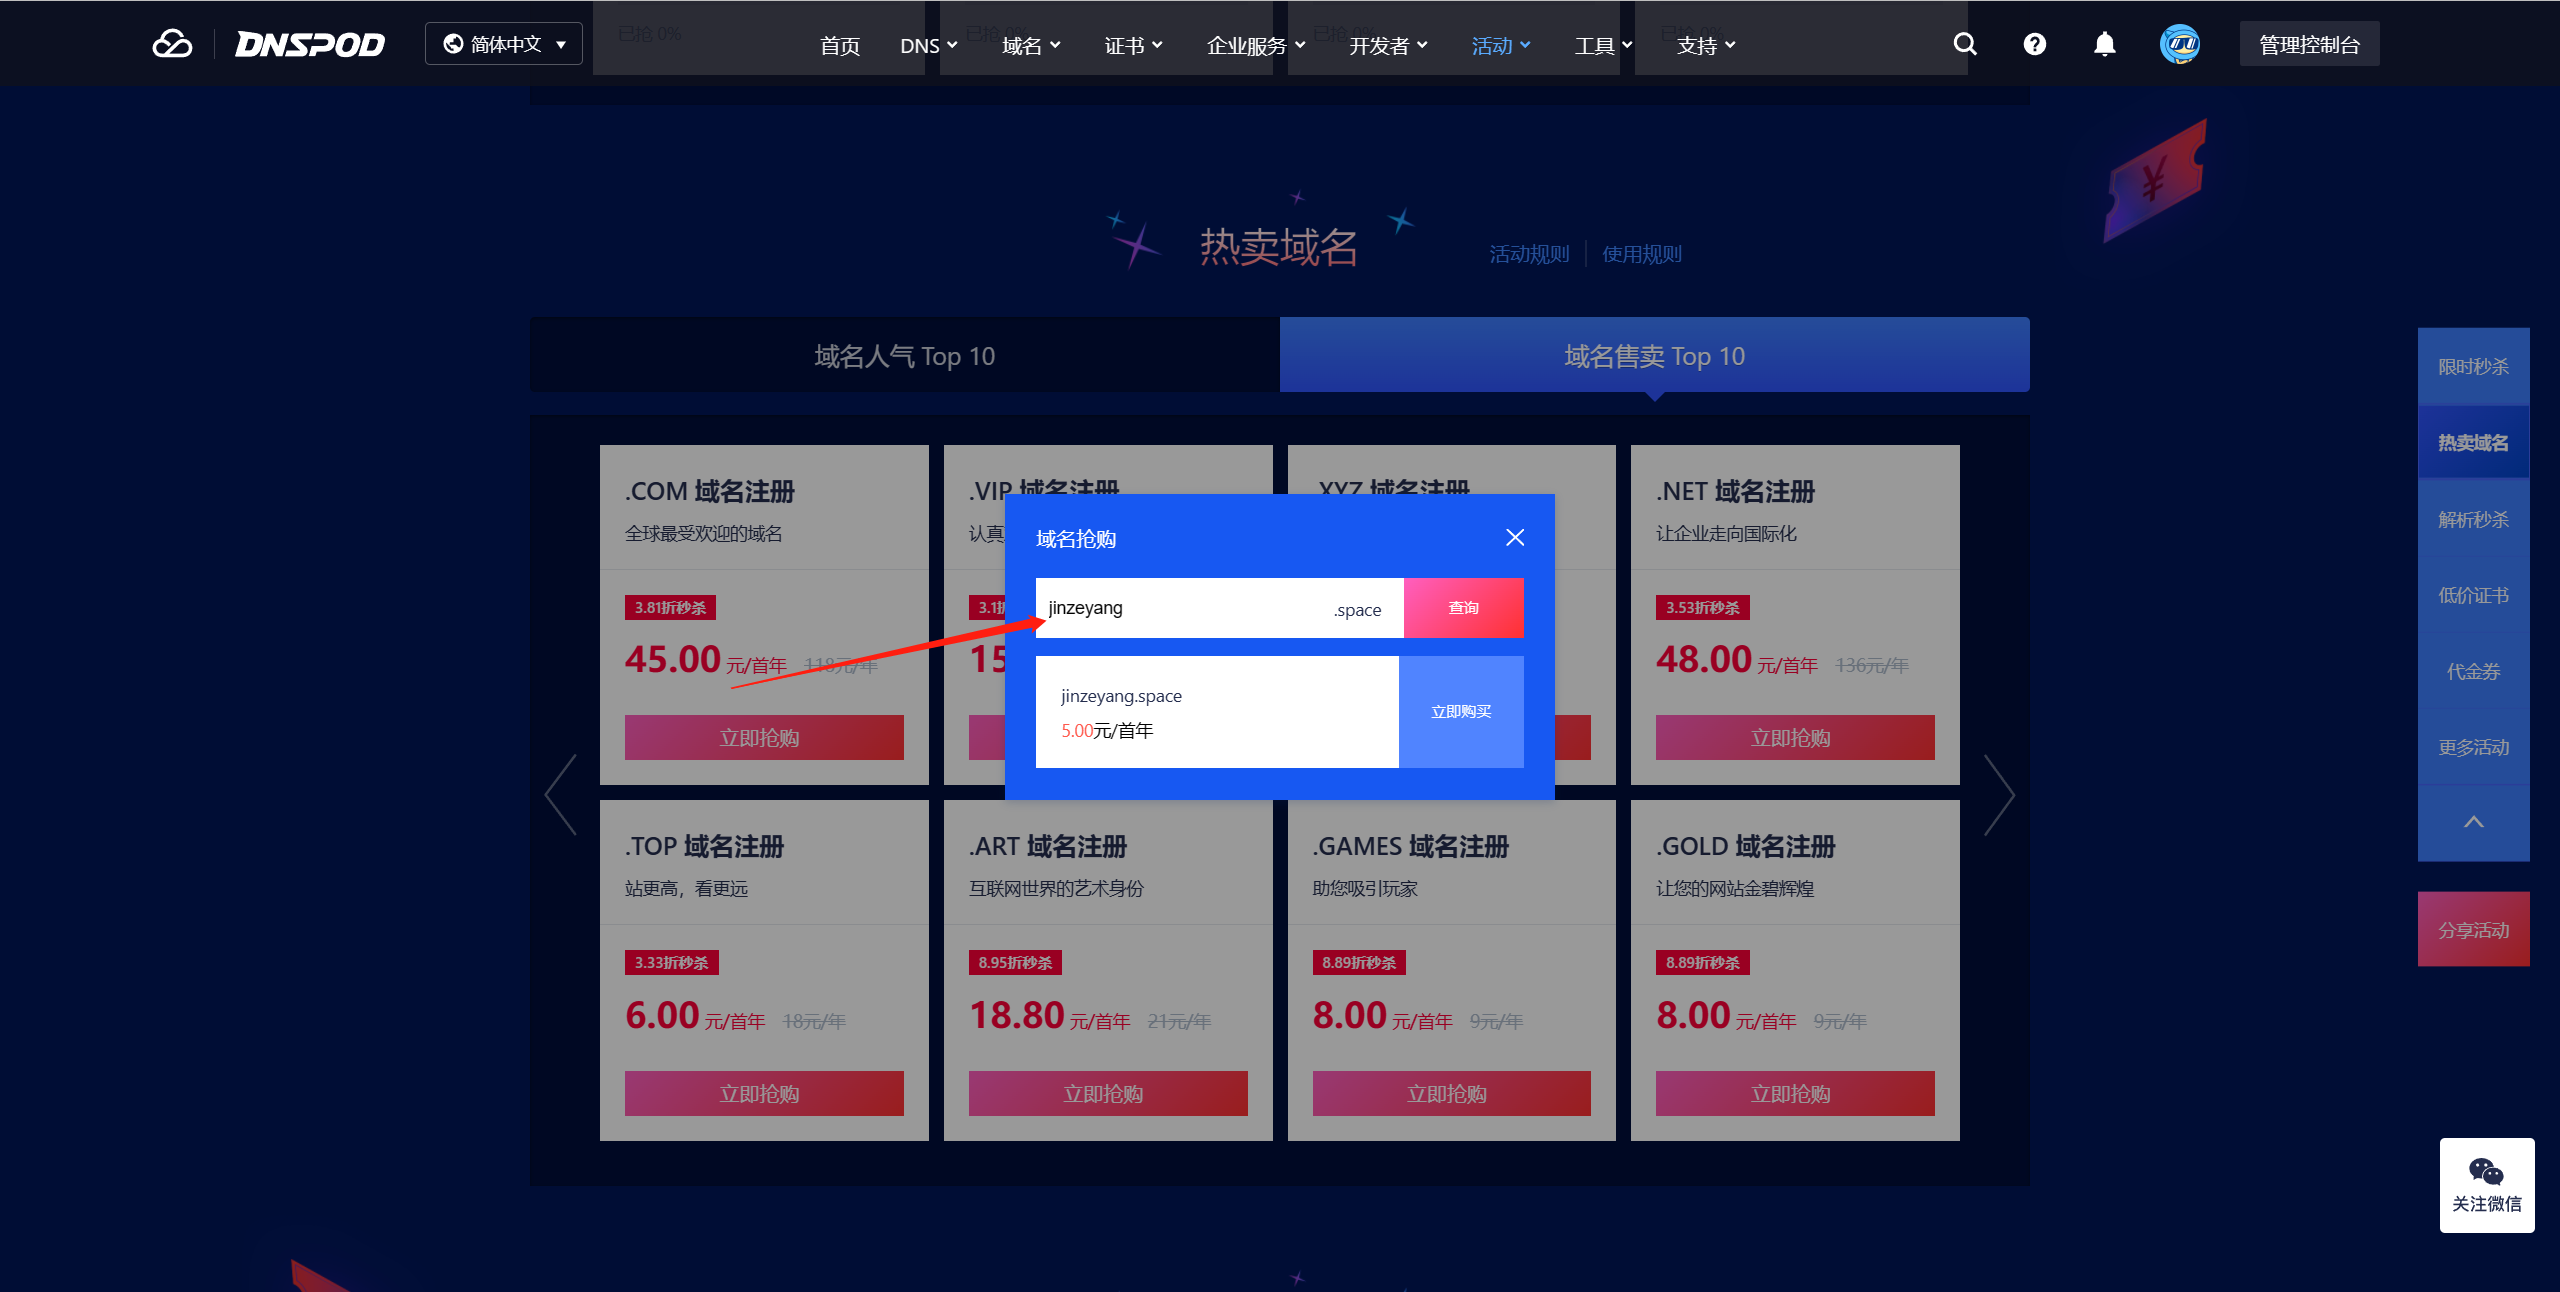 DNSPOD
简体中文
首页 DNS 域名 证书 企业服务 开发者 活动 工具 支持
管理控制台
已抢 0% 已抢 0% 已抢 0% 已抢 0%
热卖域名
活动规则 使用规则
域名人气 Top 10
域名售卖 Top 10
.COM 域名注册
全球最受欢迎的域名
3.81折秒杀
45.00 元/首年 118元/年
立即抢购
.VIP 域名注册
认真
3.1折
15
.XYZ 域名注册
.NET 域名注册
让企业走向国际化
3.53折秒杀
48.00 元/首年 136元/年
立即抢购
域名抢购
jinzeyang .space 查询
jinzeyang.space
5.00元/首年
立即购买
.TOP 域名注册
站更高，看更远
3.33折秒杀
6.00 元/首年 18元/年
立即抢购
.ART 域名注册
互联网世界的艺术身份
8.95折秒杀
18.80 元/首年 21元/年
立即抢购
.GAMES 域名注册
助您吸引玩家
8.89折秒杀
8.00 元/首年 9元/年
立即抢购
.GOLD 域名注册
让您的网站金碧辉煌
8.89折秒杀
8.00 元/首年 9元/年
立即抢购
限时秒杀
热卖域名
解析秒杀
低价证书
代金券
更多活动
分享活动
关注微信
¥